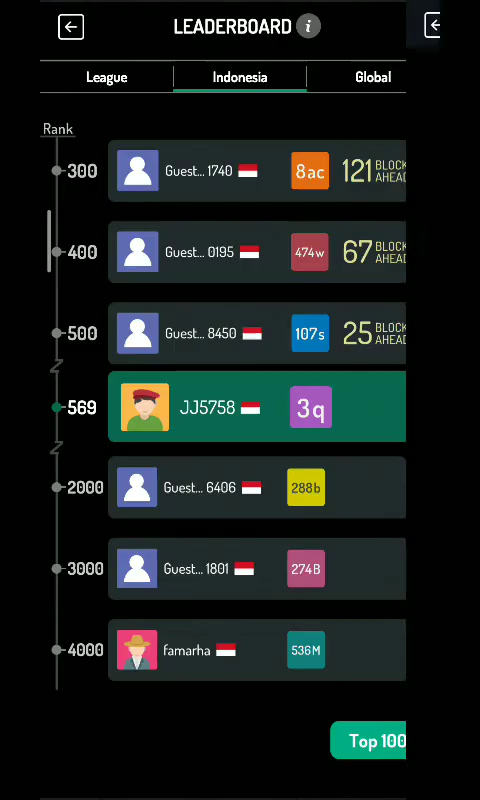 LEADERBOARD i
League Indonesia Global
Rank
300 Guest... 1740 8ac 121 BLOCK AHEAD
400 Guest... 0195 474w 67 BLOCK AHEAD
500 Guest... 8450 107s 25 BLOCK AHEAD
569 JJ5758 3q
2000 Guest... 6406 288b
3000 Guest... 1801 274B
4000 famarha 536M
Top 100